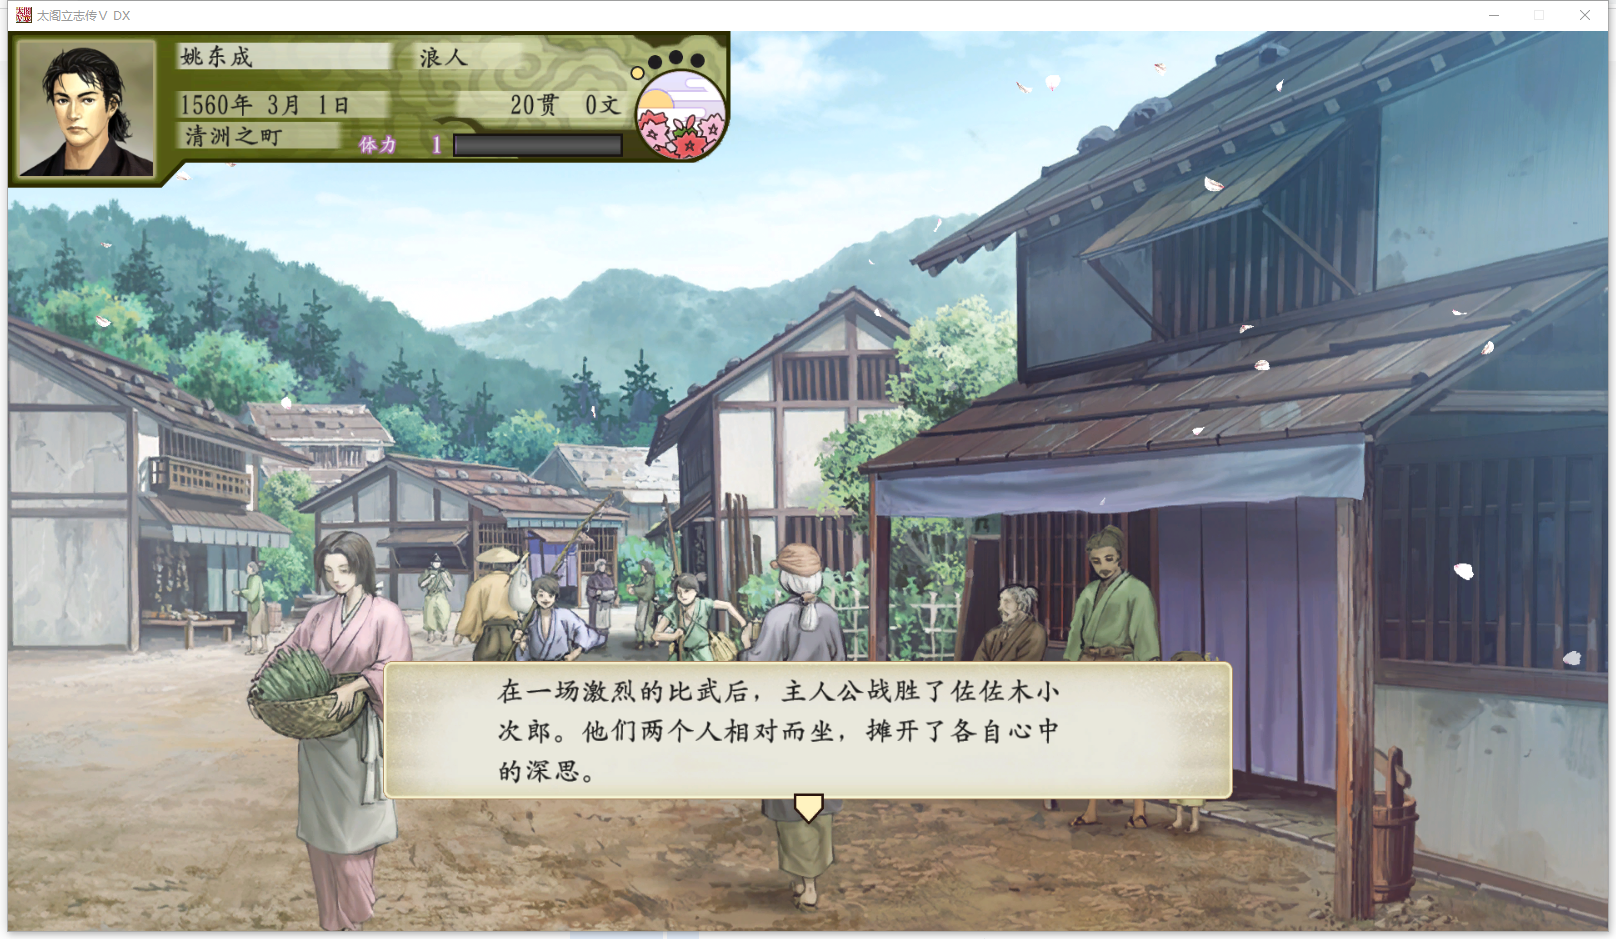 太阁立志传Ⅴ DX
姚东成 浪人
1560年 3月 1日 20贯 0文
清洲之町 体力 1
在一场激烈的比武后，主人公战胜了佐佐木小
次郎。他们两个人相对而坐，摊开了各自心中
的深思。